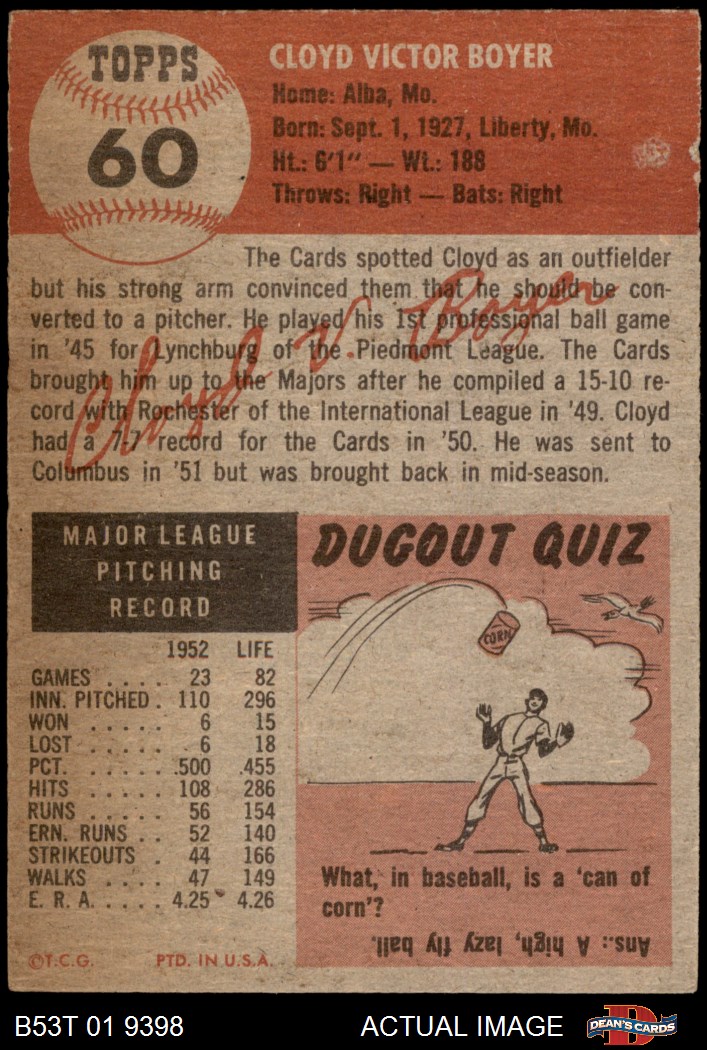 TOPPS
60
CLOYD VICTOR BOYER
Home: Alba, Mo.
Born: Sept. 1, 1927, Liberty, Mo.
Ht.: 6'1" — Wt.: 188
Throws: Right — Bats: Right
The Cards spotted Cloyd as an outfielder
but his strong arm convinced them that he should be con-
verted to a pitcher. He played his 1st professional ball game
in '45 for Lynchburg of the Piedmont League. The Cards
brought him up to the Majors after he compiled a 15-10 re-
cord with Rochester of the International League in '49. Cloyd
had a 7-7 record for the Cards in '50. He was sent to
Columbus in '51 but was brought back in mid-season.
Cloyd V. Boyer
MAJOR LEAGUE
PITCHING
RECORD
1952 LIFE
GAMES . . . . 23 82
INN. PITCHED . 110 296
WON . . . . . 6 15
LOST . . . . . 6 18
PCT. . . . . . .500 .455
HITS . . . . . 108 286
RUNS . . . . . 56 154
ERN. RUNS . . 52 140
STRIKEOUTS . 44 166
WALKS . . . . 47 149
E. R. A. . . . . 4.25 4.26
©T.C.G. PTD. IN U.S.A.
DUGOUT QUIZ
CORN
What, in baseball, is a 'can of
corn'?
Ans.: A high, lazy fly ball.
B53T 01 9398 ACTUAL IMAGE
D
DEAN'S CARDS